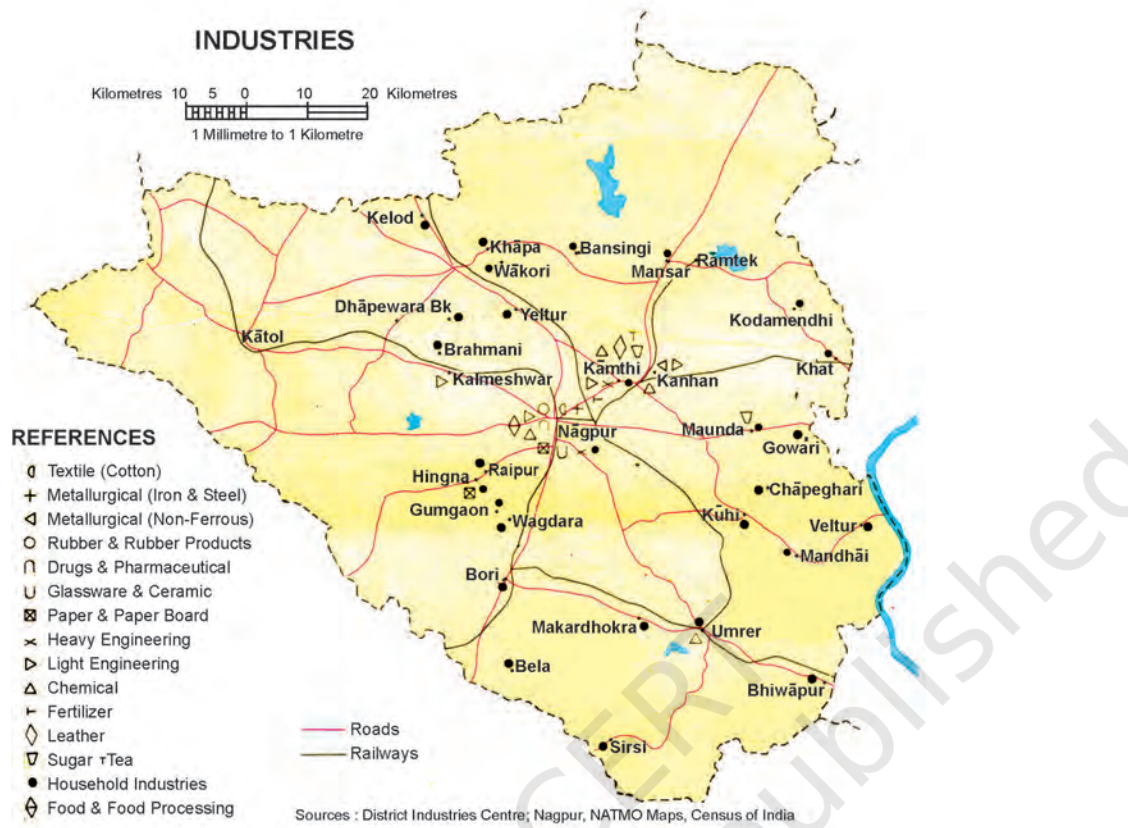 INDUSTRIES
Kilometres 10 5 0 10 20 Kilometres
1 Millimetre to 1 Kilometre
Kelod
Khāpa
Bansingi
Wākori
Mansar
Rāmtek
Dhāpewara Bk
Yeltur
Kodamendhi
Kātol
Brahmani
Kāmthi
Khat
Kalmeshwar
Kanhan
Nāgpur
Maunda
Gowari
Hingna
Raipur
Chāpeghari
Gumgaon
Wagdara
Kūhi
Veltur
Mandhāi
Bori
Makardhokra
Umrer
Bela
Bhiwāpur
Sirsi
REFERENCES
Textile (Cotton)
Metallurgical (Iron & Steel)
Metallurgical (Non-Ferrous)
Rubber & Rubber Products
Drugs & Pharmaceutical
Glassware & Ceramic
Paper & Paper Board
Heavy Engineering
Light Engineering
Chemical
Fertilizer
Leather
Sugar тTea
Household Industries
Food & Food Processing
Roads
Railways
Sources : District Industries Centre; Nagpur, NATMO Maps, Census of India